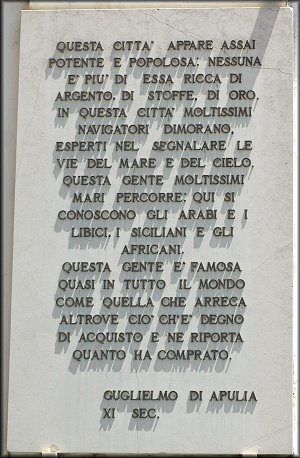 QUESTA CITTA' APPARE ASSAI
POTENTE E POPOLOSA: NESSUNA
E' PIU' DI ESSA RICCA DI
ARGENTO, DI STOFFE, DI ORO.
IN QUESTA CITTA' MOLTISSIMI
NAVIGATORI DIMORANO,
ESPERTI NEL SEGNALARE LE
VIE DEL MARE E DEL CIELO.
QUESTA GENTE MOLTISSIMI
MARI PERCORRE; QUI SI
CONOSCONO GLI ARABI E I
LIBICI, I SICILIANI E GLI
AFRICANI.
QUESTA GENTE E' FAMOSA
QUASI IN TUTTO IL MONDO
COME QUELLA CHE ARRECA
ALTROVE CIO' CH'E' DEGNO
DI ACQUISTO E NE RIPORTA
QUANTO HA COMPRATO.
GUGLIELMO DI APULIA
XI SEC.